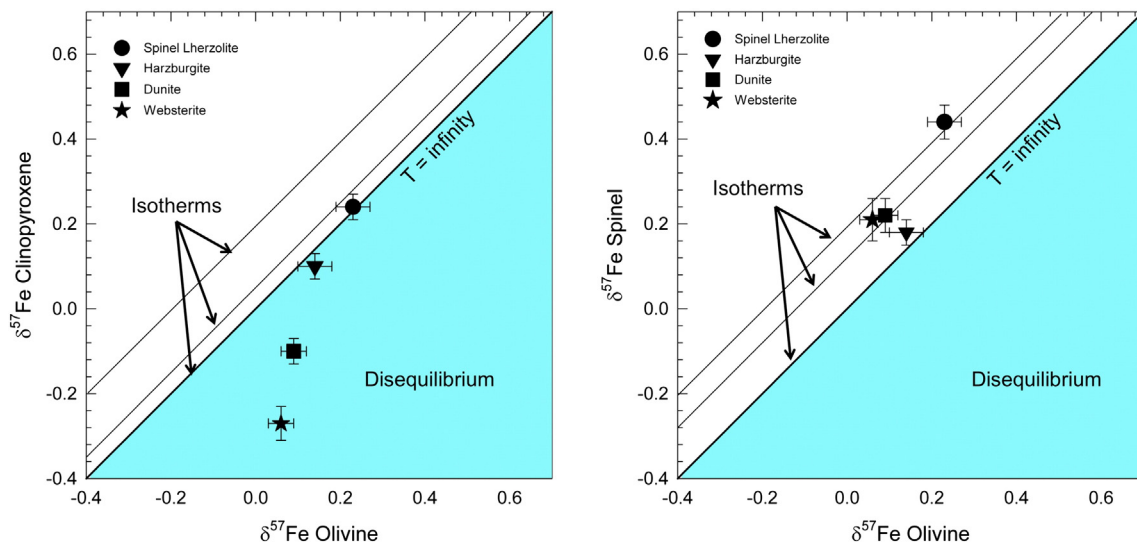 0.6
0.4
0.2
0.0
-0.2
-0.4
δ57Fe Clinopyroxene
Spinel Lherzolite
Harzburgite
Dunite
Websterite
Isotherms
T = infinity
Disequilibrium
-0.4
-0.2
0.0
0.2
0.4
0.6
δ57Fe Olivine
0.6
0.4
0.2
0.0
-0.2
-0.4
δ57Fe Spinel
Spinel Lherzolite
Harzburgite
Dunite
Websterite
Isotherms
T = infinity
Disequilibrium
-0.4
-0.2
0.0
0.2
0.4
0.6
δ57Fe Olivine